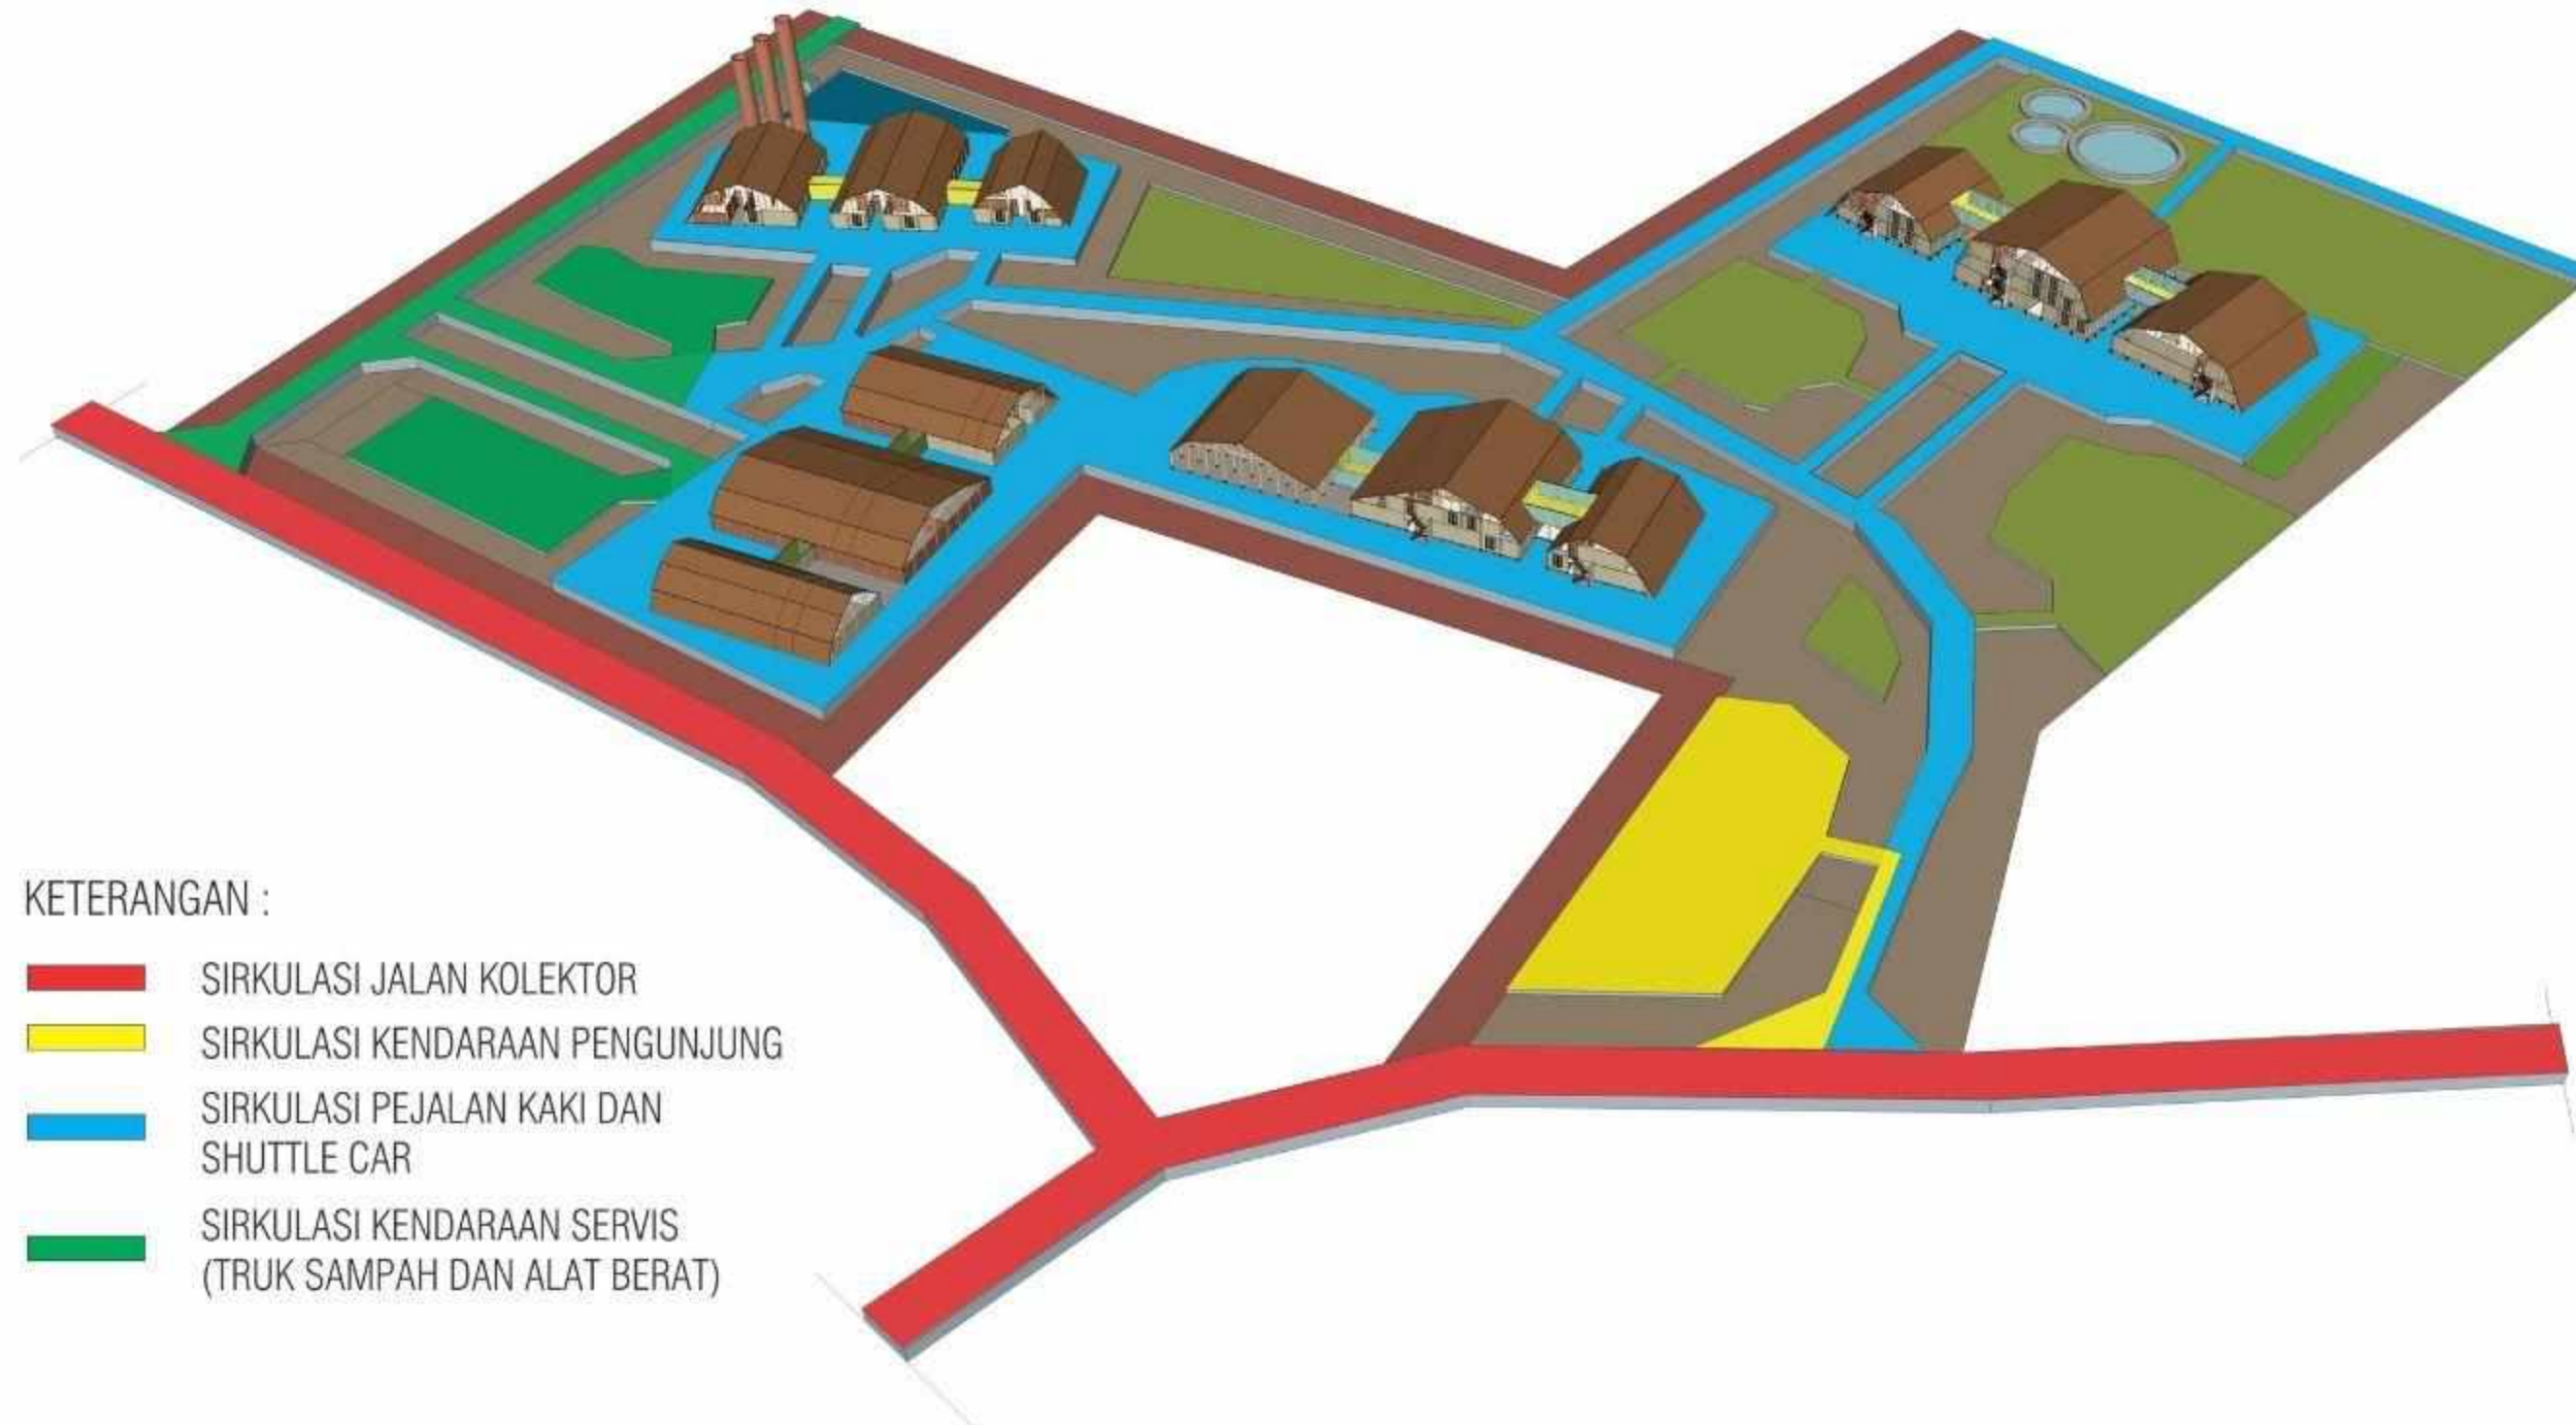 KETERANGAN :
SIRKULASI JALAN KOLEKTOR
SIRKULASI KENDARAAN PENGUNJUNG
SIRKULASI PEJALAN KAKI DAN
SHUTTLE CAR
SIRKULASI KENDARAAN SERVIS
(TRUK SAMPAH DAN ALAT BERAT)